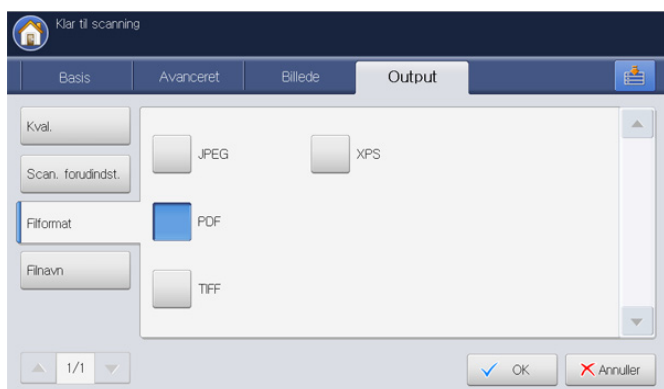 Klar til scanning
Basis
Avanceret
Billede
Output
Kval.
Scan. forudindst.
Filformat
Filnavn
JPEG
XPS
PDF
TIFF
1/1
OK
Annuller